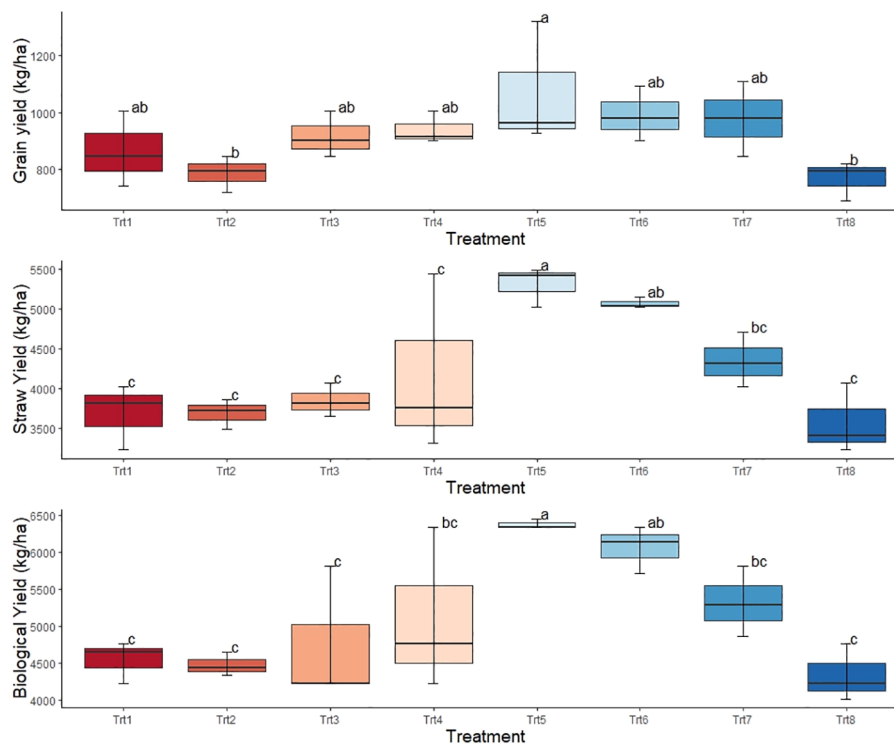 a
ab
ab
ab
ab
ab
b
b
Grain yield (kg/ha)
1200
1000
800
Trt1 Trt2 Trt3 Trt4 Trt5 Trt6 Trt7 Trt8
Treatment
c
a
ab
bc
c
c
c
c
Straw Yield (kg/ha)
5500
5000
4500
4000
3500
Trt1 Trt2 Trt3 Trt4 Trt5 Trt6 Trt7 Trt8
Treatment
bc
a
ab
c
bc
c
c
c
Biological Yield (kg/ha)
6500
6000
5500
5000
4500
4000
Trt1 Trt2 Trt3 Trt4 Trt5 Trt6 Trt7 Trt8
Treatment